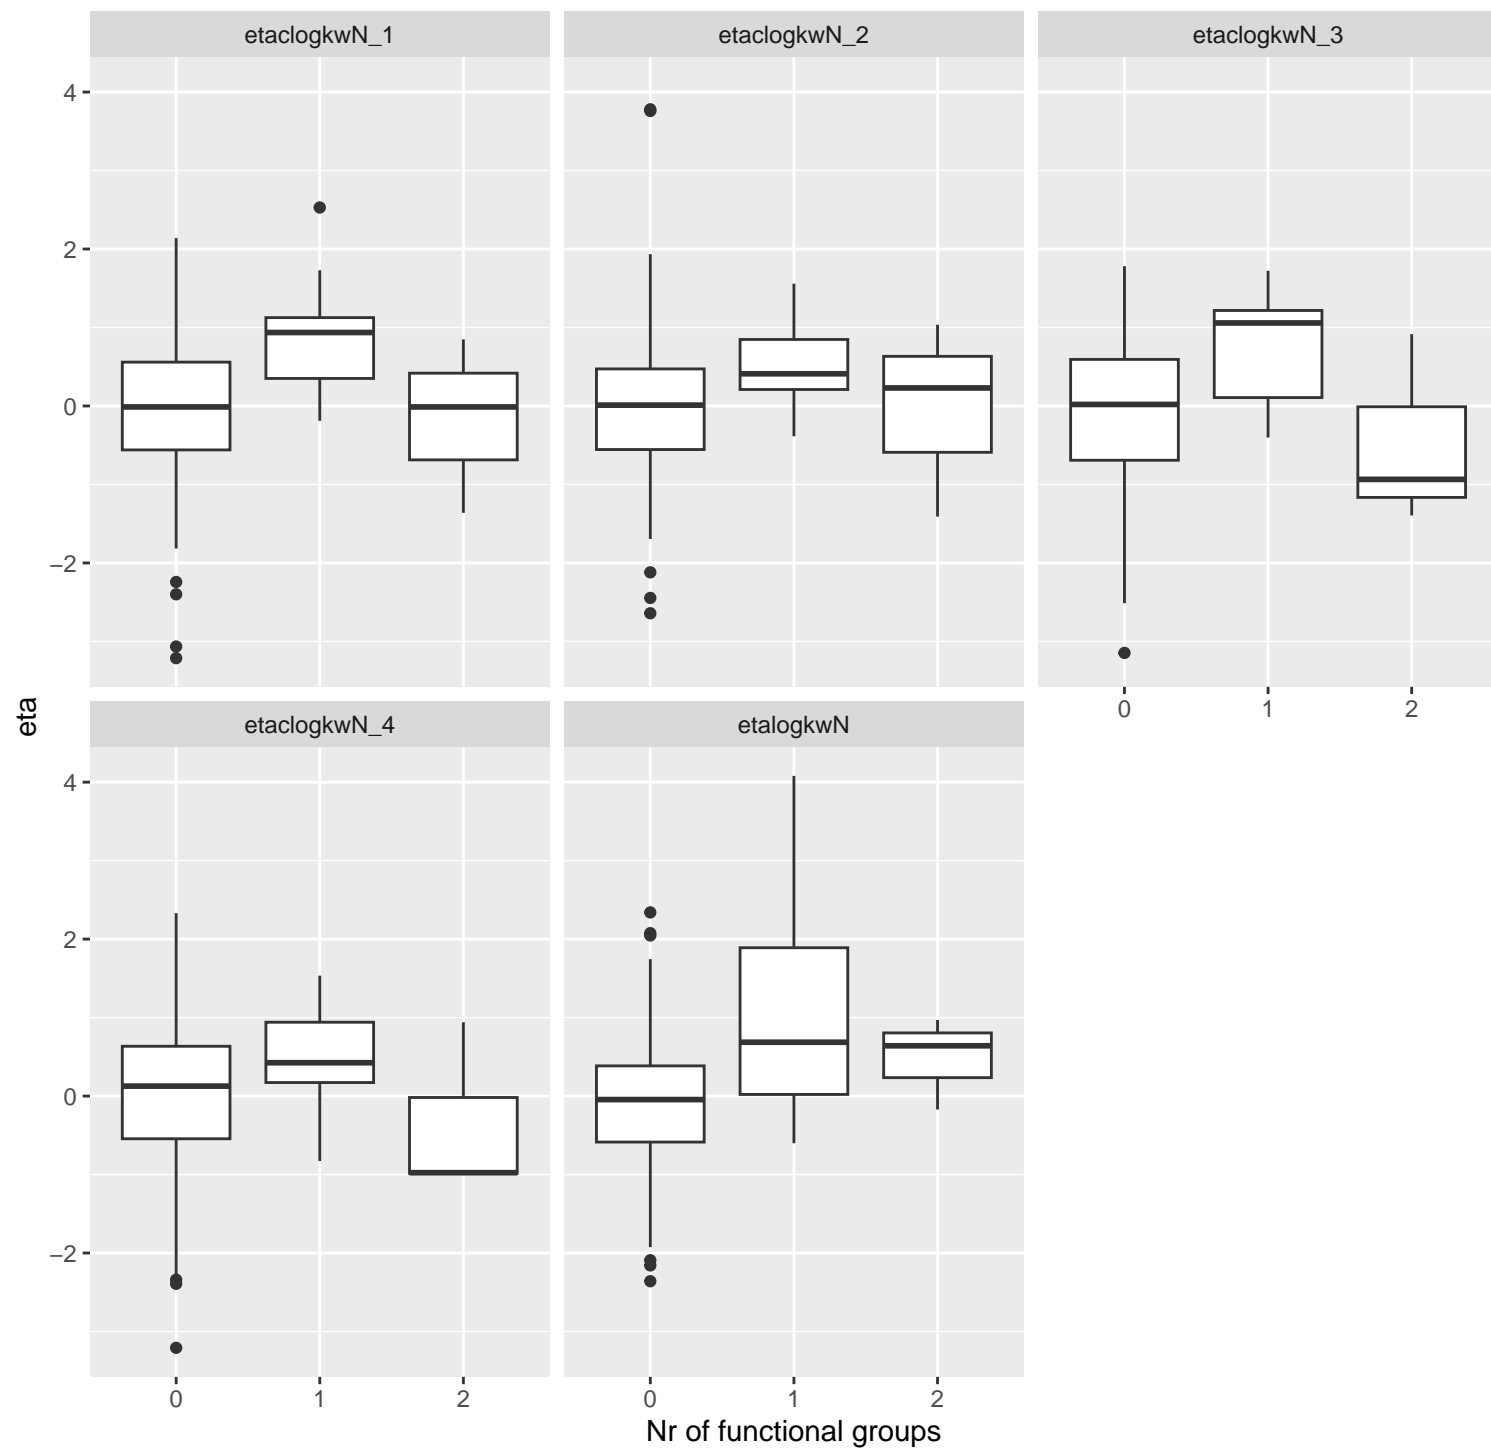 etaclogkwN_1 etaclogkwN_2 etaclogkwN_3
4
2
0
−2
0 1 2
eta
etaclogkwN_4 etalogkwN
4
2
0
−2
0 1 2 0 1 2
Nr of functional groups